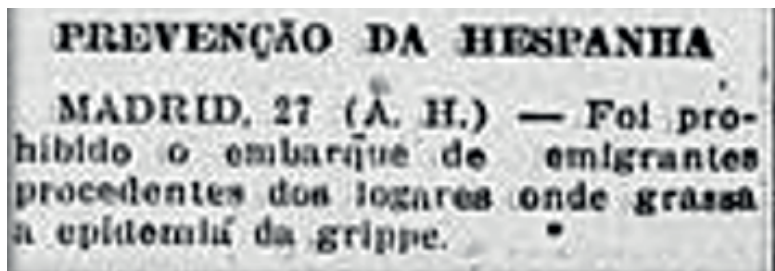 PREVENÇÃO DA HESPANHA
MADRID, 27 (A. H.) — Foi pro-
hibido o embarque de emigrantes
procedentes dos logares onde grassa
a epidemia da grippe.